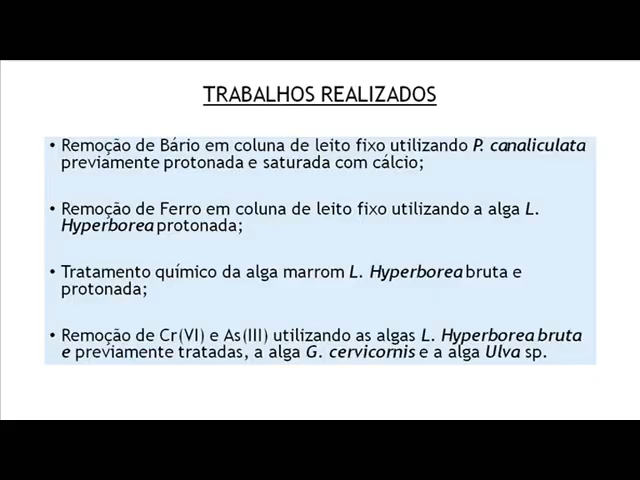 TRABALHOS REALIZADOS
• Remoção de Bário em coluna de leito fixo utilizando P. canaliculata
previamente protonada e saturada com cálcio;
• Remoção de Ferro em coluna de leito fixo utilizando a alga L.
Hyperborea protonada;
• Tratamento químico da alga marrom L. Hyperborea bruta e
protonada;
• Remoção de Cr(VI) e As(III) utilizando as algas L. Hyperborea bruta
e previamente tratadas, a alga G. cervicornis e a alga Ulva sp.